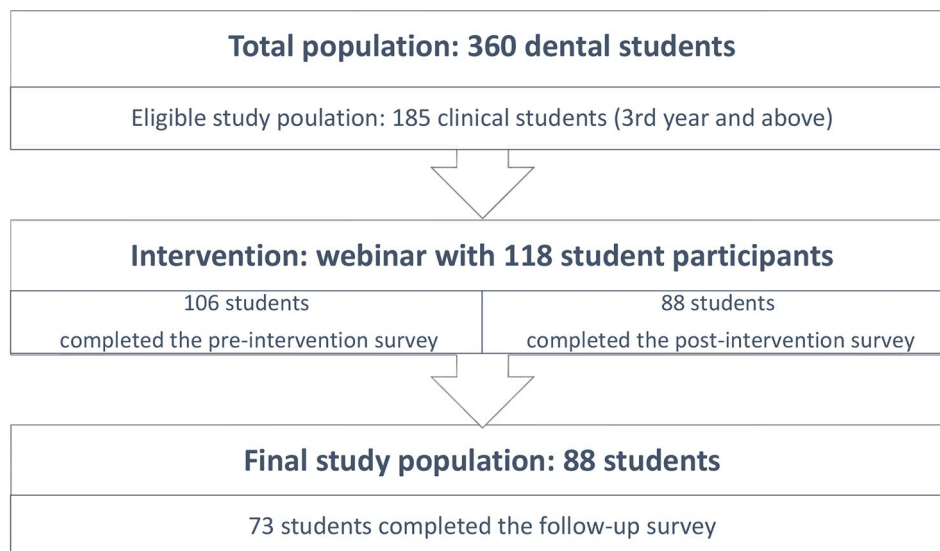 Total population: 360 dental students
Eligible study poulation: 185 clinical students (3rd year and above)
Intervention: webinar with 118 student participants
106 students
completed the pre-intervention survey
88 students
completed the post-intervention survey
Final study population: 88 students
73 students completed the follow-up survey